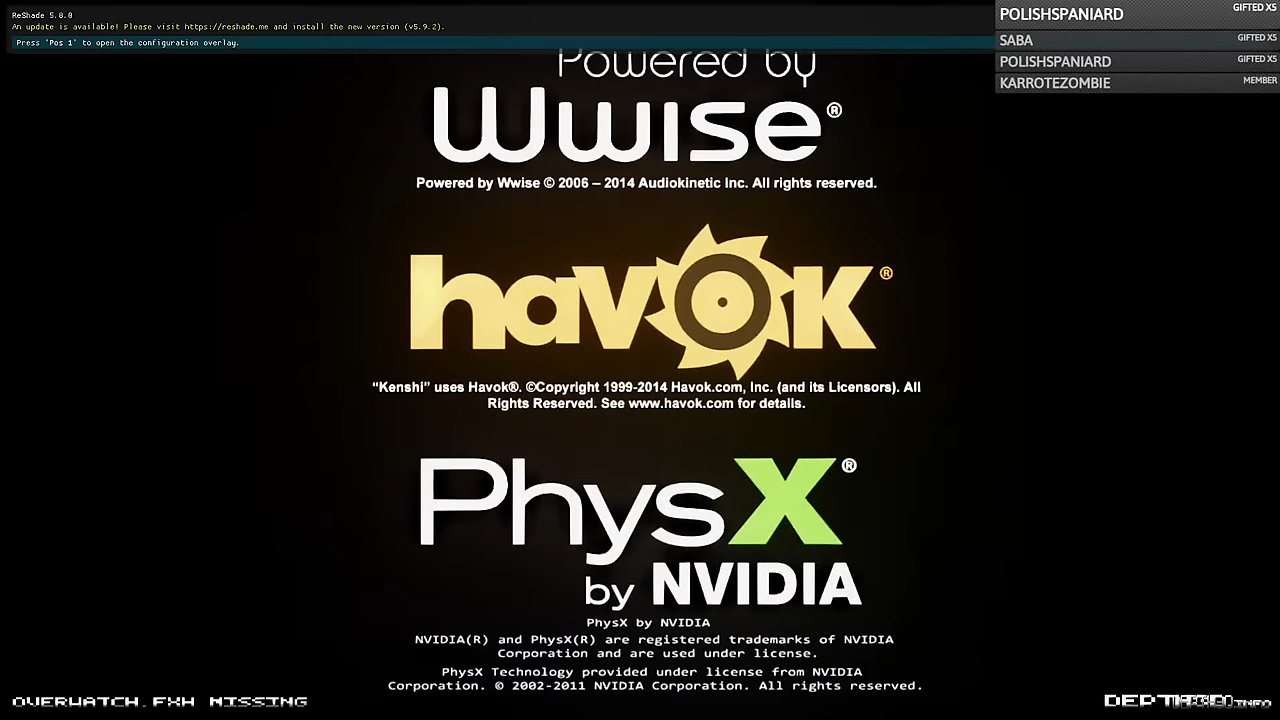 ReShade 5.8.0
An update is available! Please visit https://reshade.me and install the new version (v5.9.2).
Press 'Pos 1' to open the configuration overlay.
POLISHSPANIARD GIFTED X5
SABA GIFTED X5
POLISHSPANIARD GIFTED X5
KARROTEZOMBIE MEMBER
Powered by
Wwise®
Powered by Wwise © 2006 – 2014 Audiokinetic Inc. All rights reserved.
havok®
“Kenshi” uses Havok®. ©Copyright 1999-2014 Havok.com, Inc. (and its Licensors). All
Rights Reserved. See www.havok.com for details.
PhysX®
by NVIDIA
PhysX by NVIDIA
NVIDIA(R) and PhysX(R) are registered trademarks of NVIDIA
Corporation and are used under license.
PhysX Technology provided under license from NVIDIA
Corporation. © 2002-2011 NVIDIA Corporation. All rights reserved.
OVERWATCH.FXH MISSING